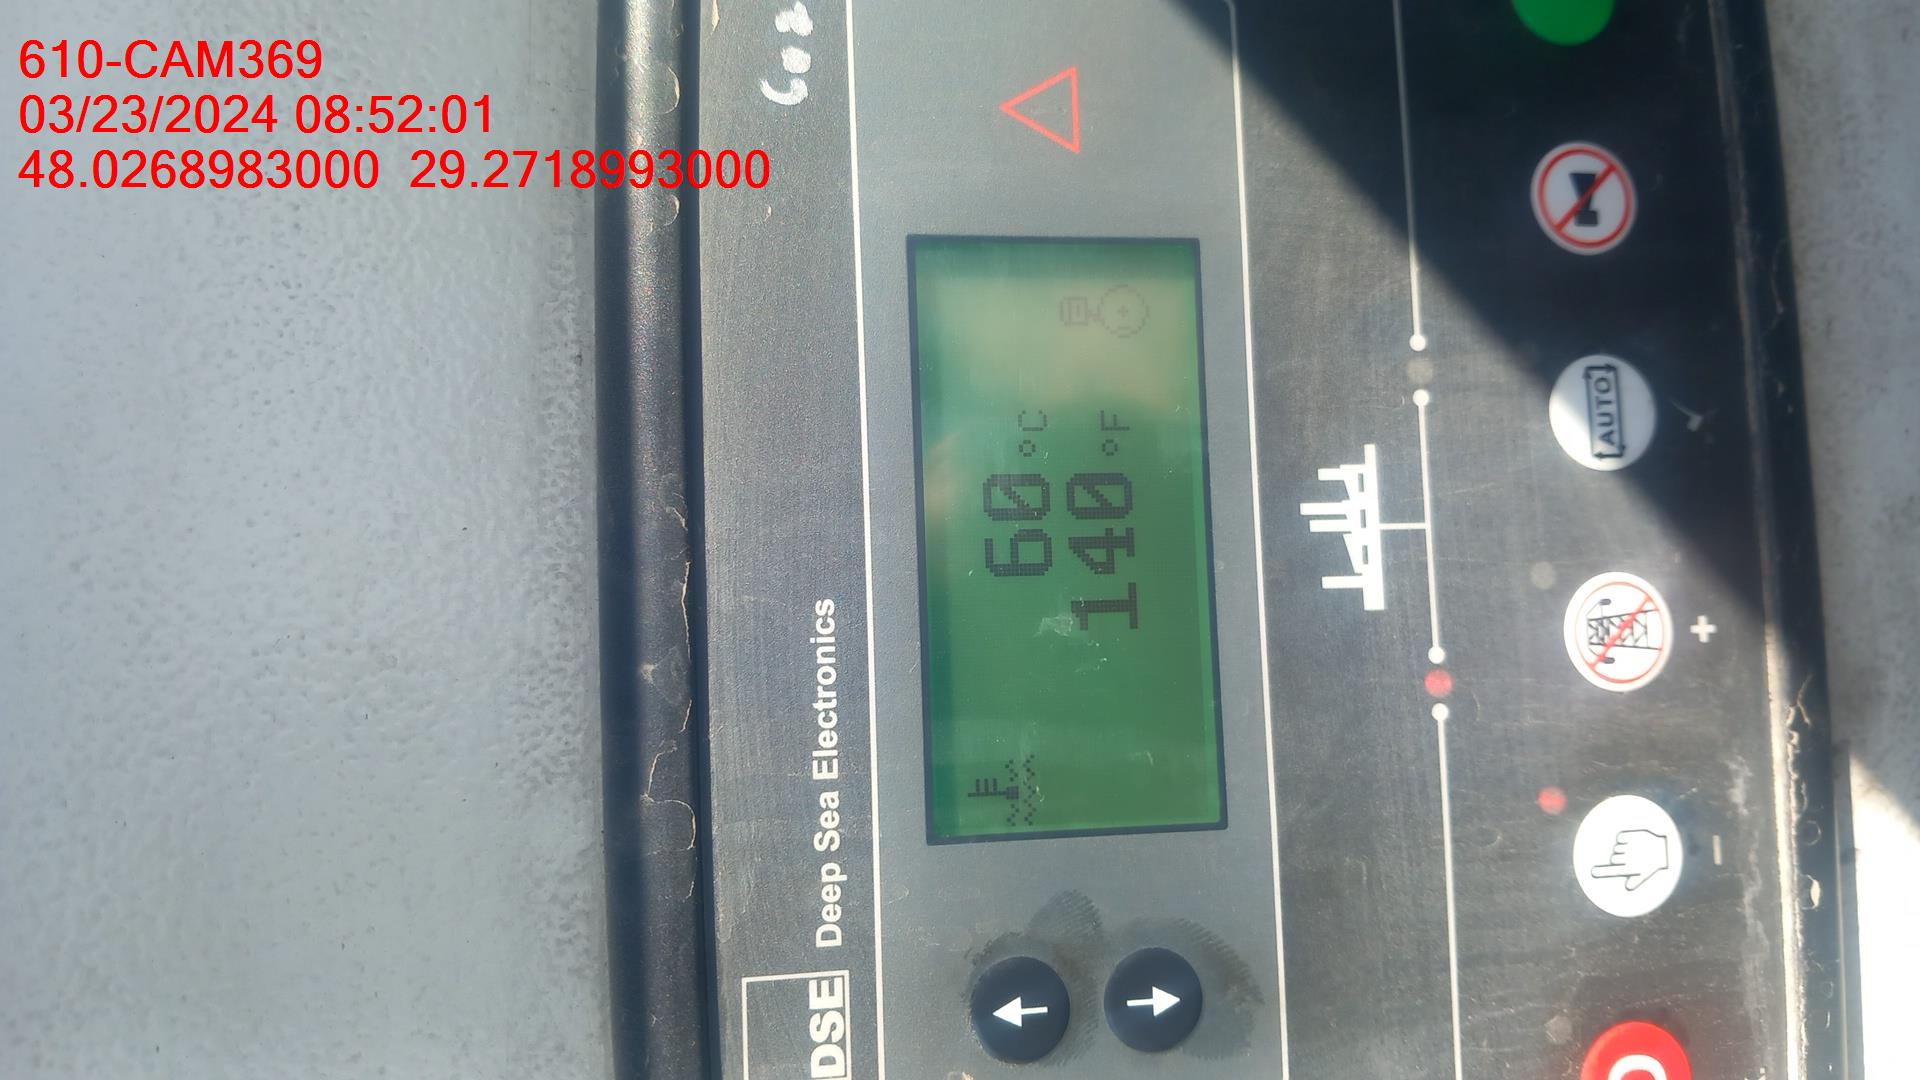 610-CAM369
03/23/2024 08:52:01
48.0268983000 29.2718993000
DSE Deep Sea Electronics
60 °C
140 °F
AUTO
+
-